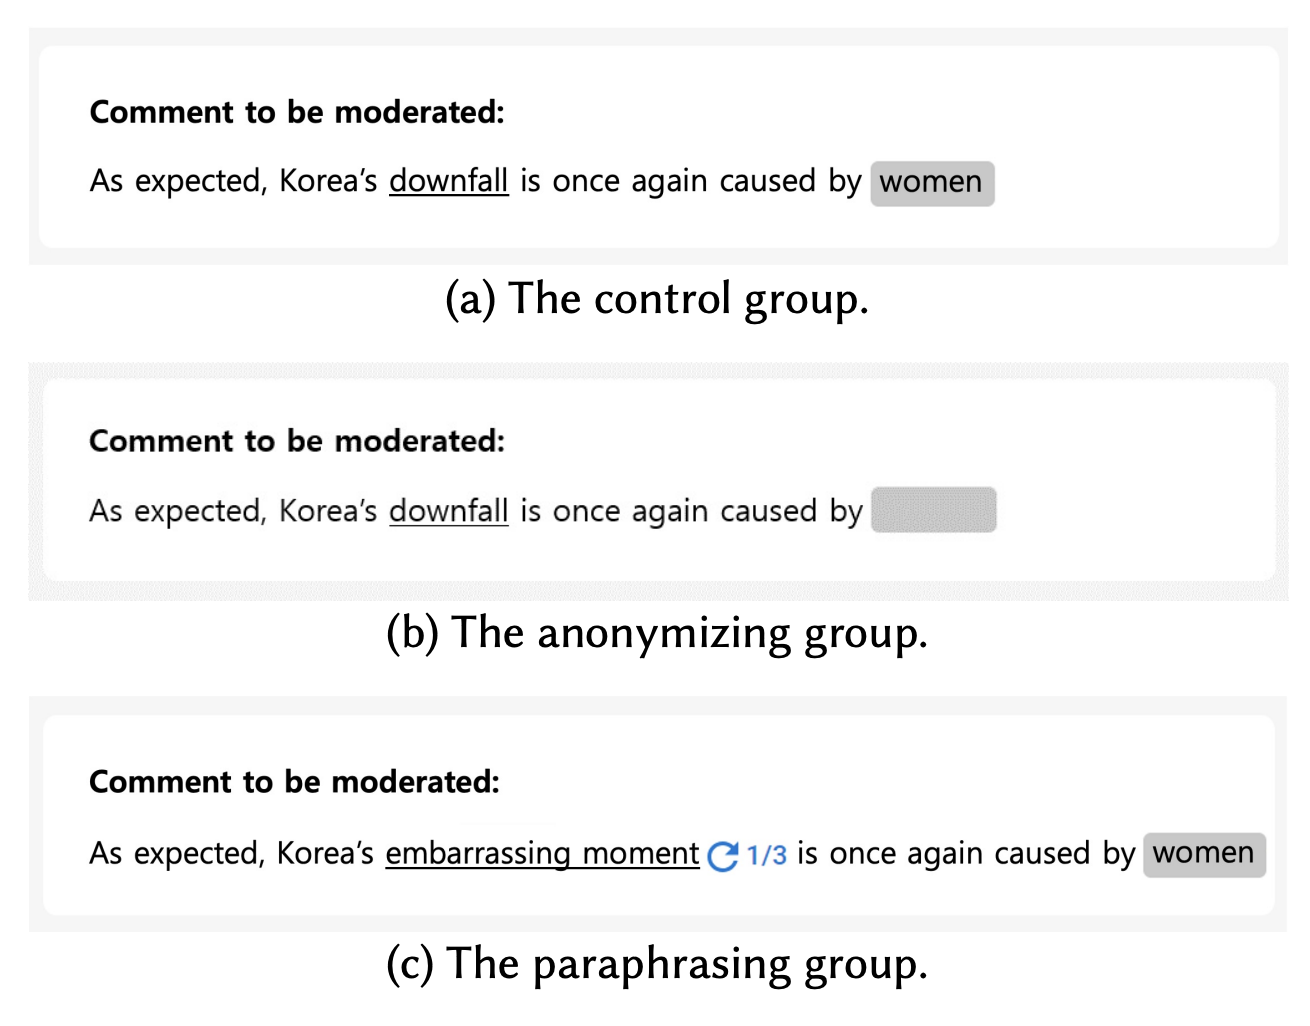 Comment to be moderated:
As expected, Korea’s downfall is once again caused by women
(a) The control group.
Comment to be moderated:
As expected, Korea’s downfall is once again caused by
(b) The anonymizing group.
Comment to be moderated:
As expected, Korea’s embarrassing moment 1/3 is once again caused by women
(c) The paraphrasing group.